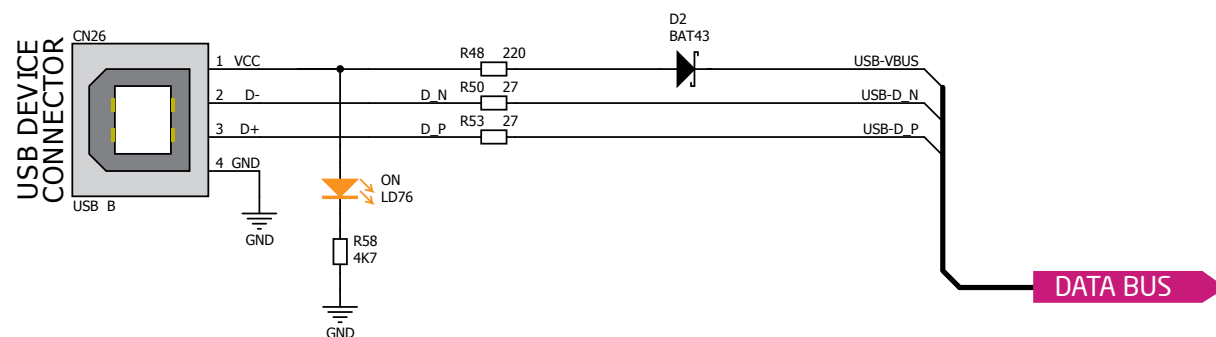 USB DEVICE
CONNECTOR
CN26
1 VCC
2 D-
3 D+
4 GND
USB B
GND
D_N
D_P
R48 220
R50 27
R53 27
D2
BAT43
USB-VBUS
USB-D_N
USB-D_P
ON
LD76
R58
4K7
GND
DATA BUS